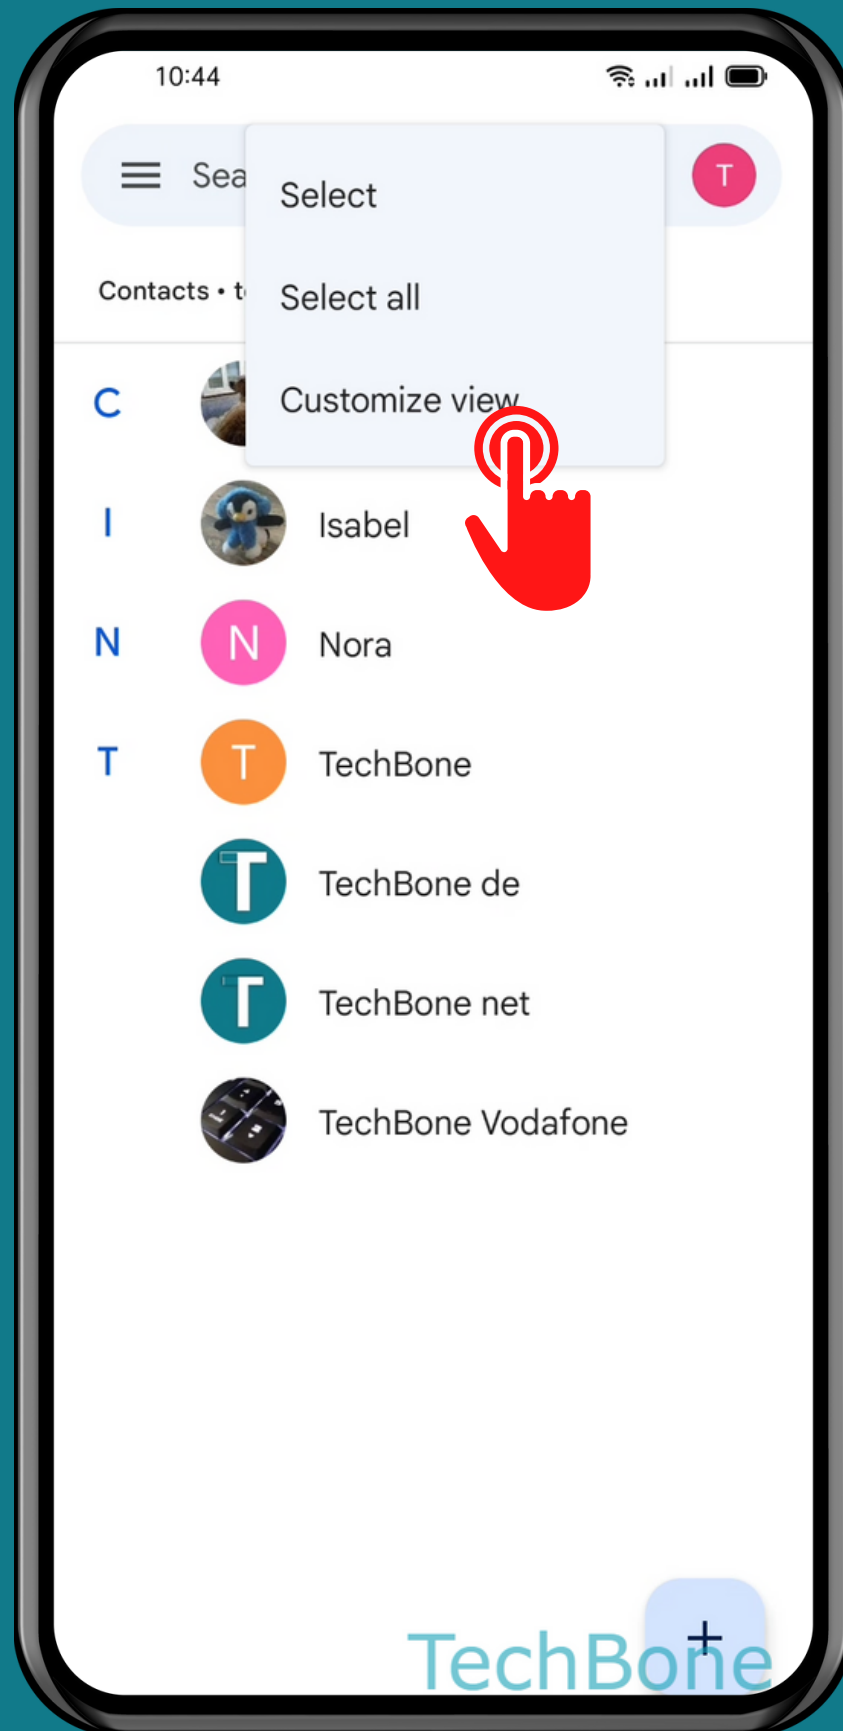 10:44
Sea
T
Select
Contacts • t
Select all
C
Customize view
I
Isabel
N
N
Nora
T
T
TechBone
T
TechBone de
T
TechBone net
TechBone Vodafone
+
TechBone